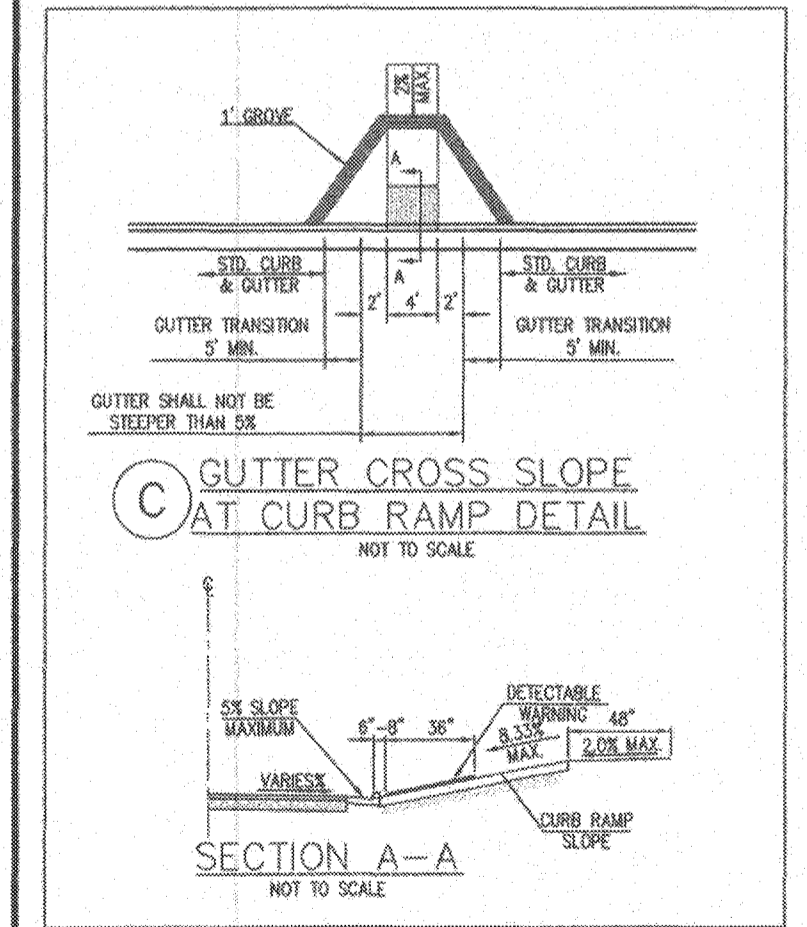 2%
MAX.
1' GROVE
A
A
STD. CURB
& GUTTER
STD. CURB
& GUTTER
2'
4'
2'
GUTTER TRANSITION
5' MIN.
GUTTER TRANSITION
5' MIN.
GUTTER SHALL NOT BE
STEEPER THAN 5%
C
GUTTER CROSS SLOPE
AT CURB RAMP DETAIL
NOT TO SCALE
℄
5% SLOPE
MAXIMUM
6"-8"
36"
DETECTABLE
WARNING
8.33%
MAX.
48"
2.0% MAX.
VARIES%
CURB RAMP
SLOPE
SECTION A-A
NOT TO SCALE